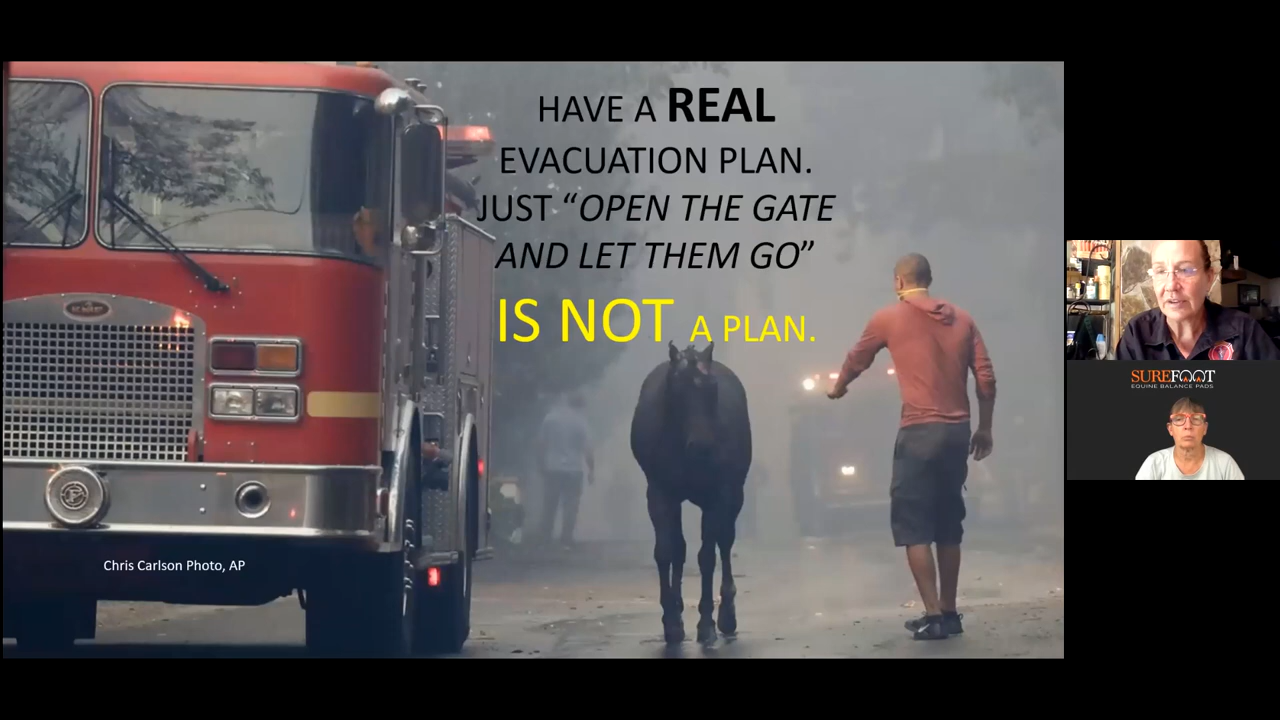 HAVE A REAL
EVACUATION PLAN.
JUST “OPEN THE GATE
AND LET THEM GO”
IS NOT A PLAN.
Chris Carlson Photo, AP
SUREFOOT
EQUINE BALANCE PADS